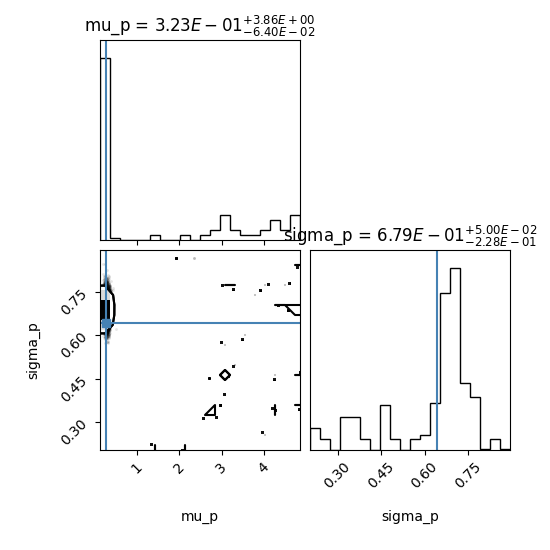 mu_p = 3.23E − 01+3.86E+00−6.40E−02
sigma_p = 6.79E − 01+5.00E−02−2.28E−01
0.75
0.60
0.45
0.30
sigma_p
1 2 3 4
0.30 0.45 0.60 0.75
mu_p
sigma_p